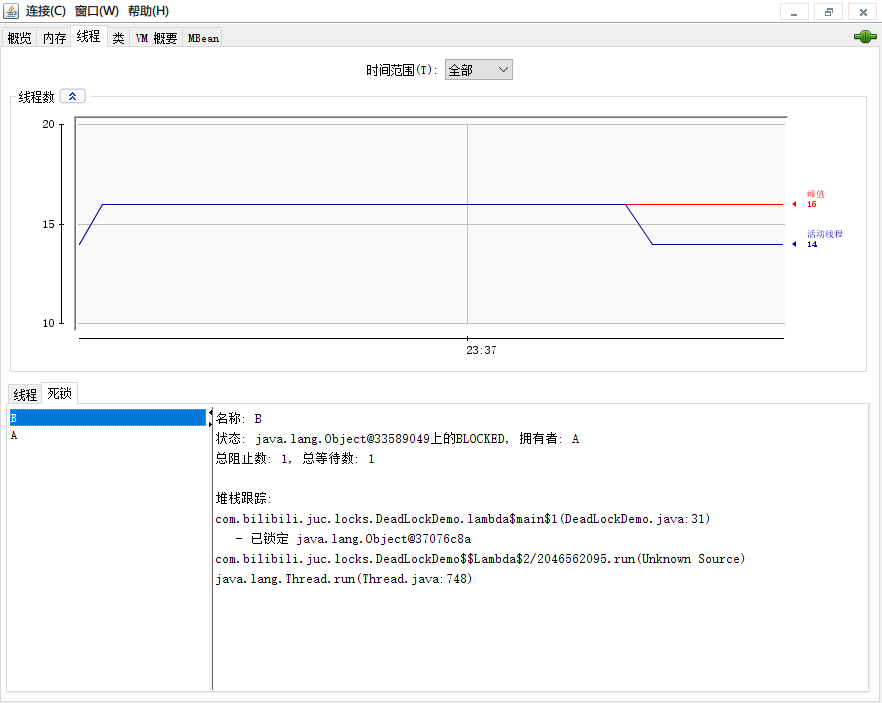 连接(C) 窗口(W) 帮助(H)
概览 内存 线程 类 VM 概要 MBean
时间范围(T): 全部
线程数
20
15
10
峰值
16
活动线程
14
23:37
线程 死锁
B
A
名称: B
状态: java.lang.Object@33589049上的BLOCKED, 拥有者: A
总阻止数: 1, 总等待数: 1
堆栈跟踪:
com.bilibili.juc.locks.DeadLockDemo.lambda$main$1(DeadLockDemo.java:31)
- 已锁定 java.lang.Object@37076c8a
com.bilibili.juc.locks.DeadLockDemo$$Lambda$2/2046562095.run(Unknown Source)
java.lang.Thread.run(Thread.java:748)